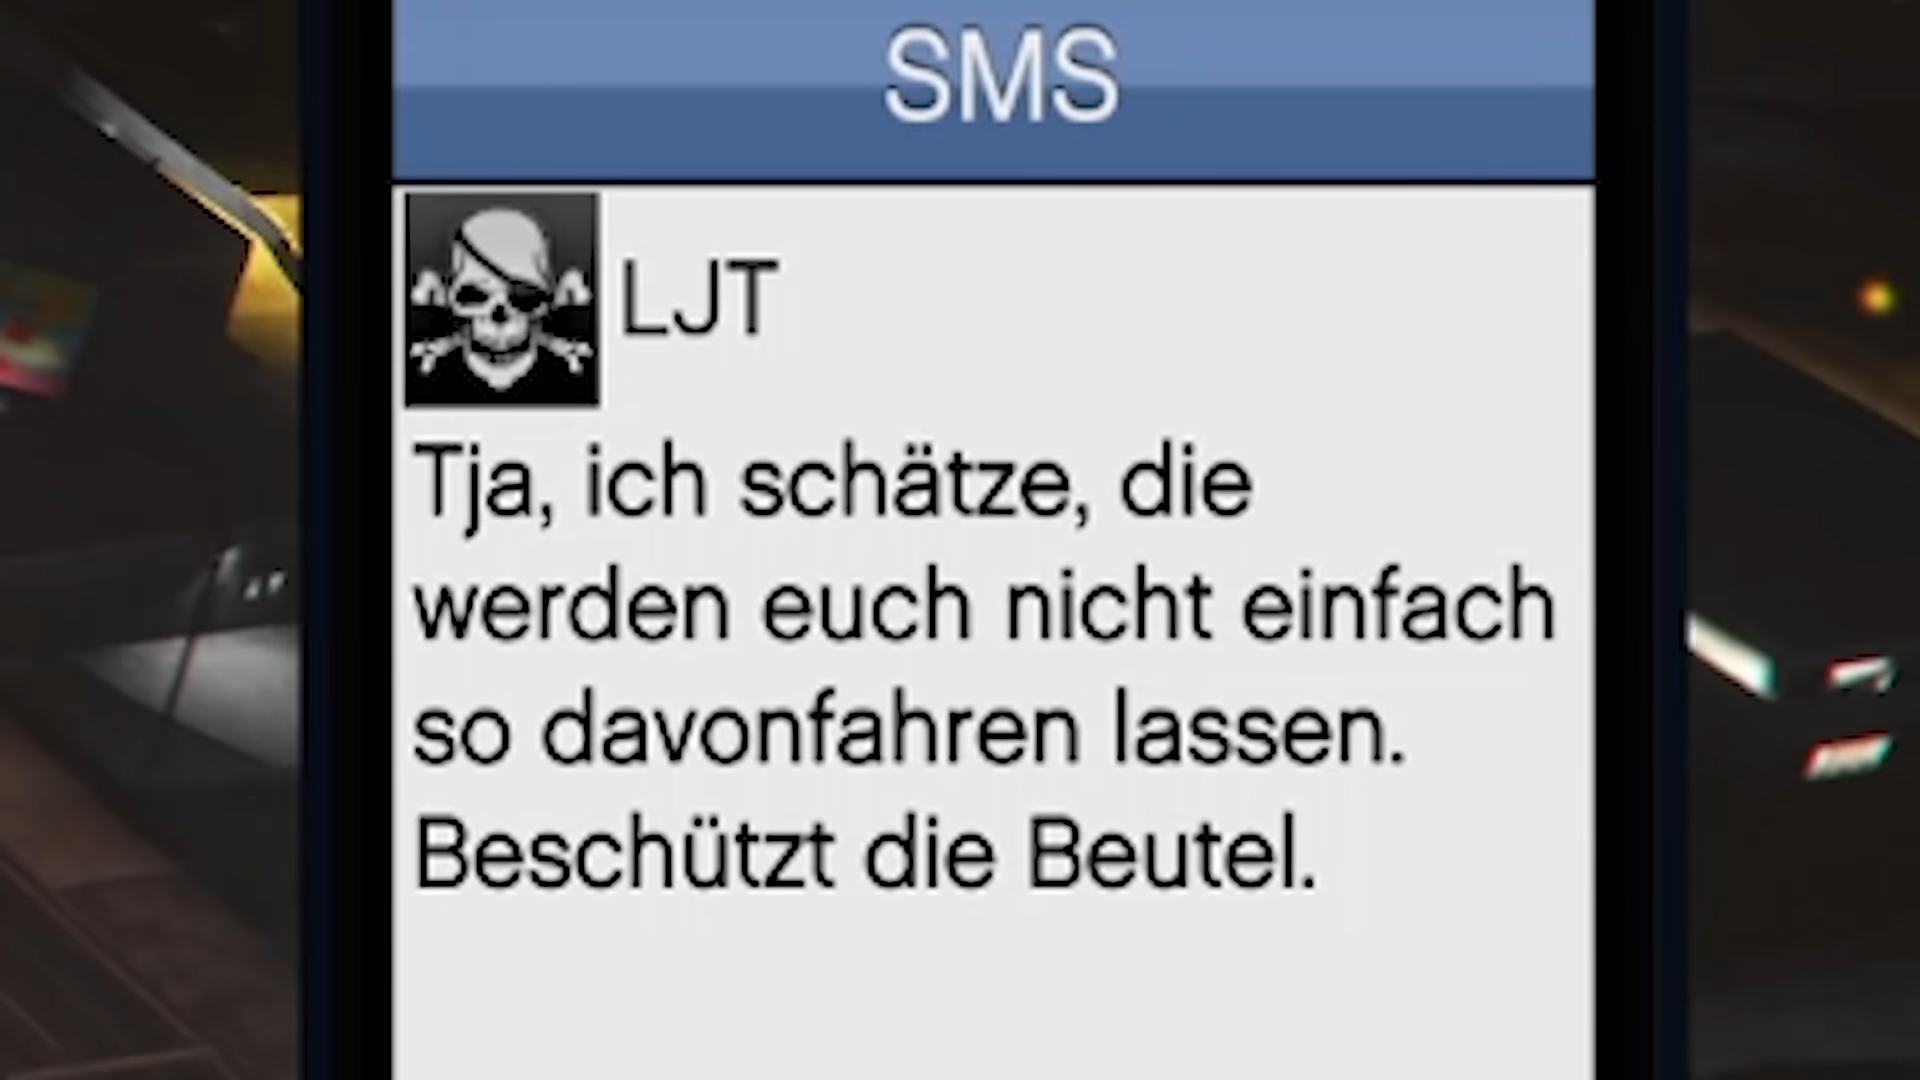 SMS
LJT
Tja, ich schätze, die
werden euch nicht einfach
so davonfahren lassen.
Beschützt die Beutel.